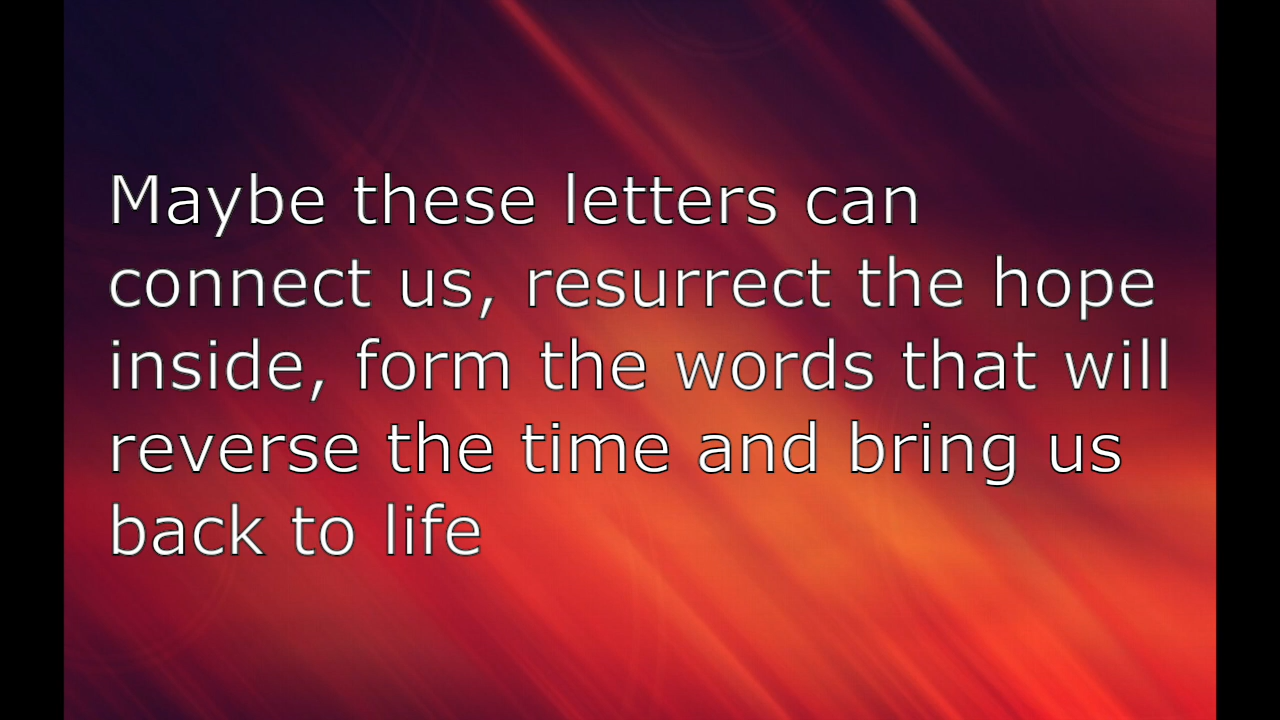 Maybe these letters can
connect us, resurrect the hope
inside, form the words that will
reverse the time and bring us
back to life